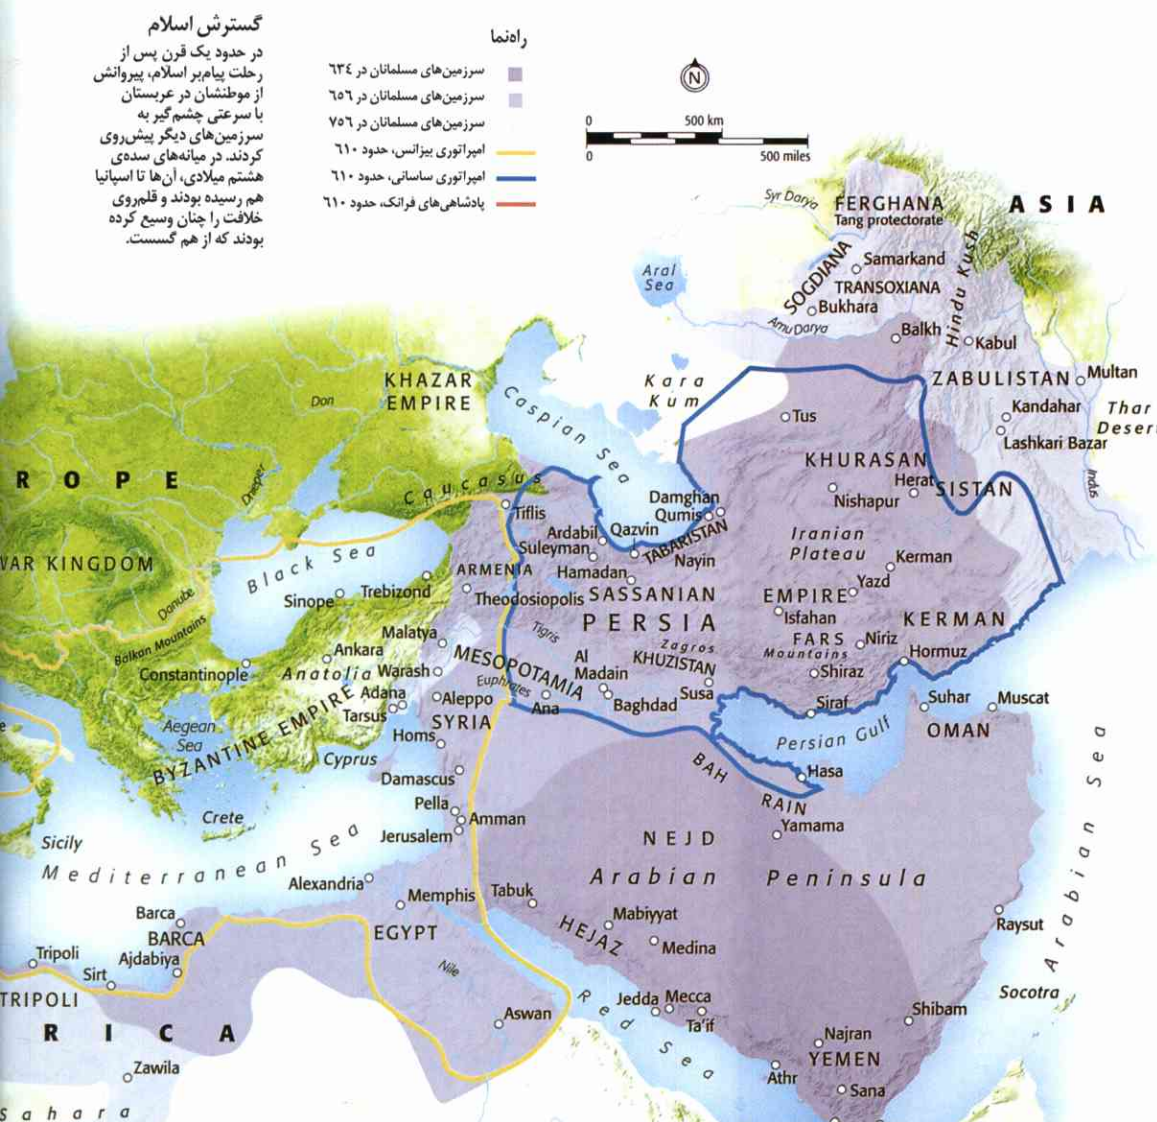 گسترش اسلام
در حدود یک قرن پس از
رحلت پیام‌بر اسلام، پیروانش
از موطنشان در عربستان
با سرعتی چشم‌گیر به
سرزمین‌های دیگر پیش‌روی
کردند. در میانه‌های سده‌ی
هشتم میلادی، آن‌ها تا اسپانیا
هم رسیده بودند و قلم‌روی
خلافت را چنان وسیع کرده
بودند که از هم گسست.
راه‌نما
سرزمین‌های مسلمانان در ٦٣٤
سرزمین‌های مسلمانان در ٦٥٦
سرزمین‌های مسلمانان در ٧٥٦
امپراتوری بیزانس، حدود ٦١٠
امپراتوری ساسانی، حدود ٦١٠
پادشاهی‌های فرانک، حدود ٦١٠
N
0 500 km
0 500 miles
Syr Darya
FERGHANA
Tang protectorate
ASIA
Aral
Sea
SOGDIANA
Samarkand
TRANSOXIANA
Bukhara
Hindu Kush
Amu Darya
Balkh
Kabul
KHAZAR
EMPIRE
Don
Kara
Kum
ZABULISTAN
Multan
Caspian Sea
Tus
Kandahar
Lashkari Bazar
Thar
Desert
ROPE
Dnieper
Caucasus
KHURASAN
Herat
SISTAN
Indus
Nishapur
Damghan
Qumis
Tiflis
Ardabil
Qazvin
Suleyman
TABARISTAN
Nayin
Hamadan
Iranian
Plateau
Kerman
VAR KINGDOM
Black Sea
ARMENIA
Trebizond
Sinope
Theodosiopolis
SASSANIAN
EMPIRE
Yazd
Isfahan
PERSIA
KERMAN
Danube
Balkan Mountains
Malatya
Tigris
Zagros
Mountains
FARS
Niriz
Hormuz
Constantinople
Ankara
Anatolia
Warash
MESOPOTAMIA
Al
Madain
KHUZISTAN
Shiraz
Euphrates
Adana
Aleppo
Tarsus
Ana
Baghdad
Susa
Siraf
Suhar
Muscat
SYRIA
Aegean
Sea
BYZANTINE EMPIRE
Homs
Persian Gulf
OMAN
Cyprus
Damascus
BAHRAIN
Hasa
Arabian Sea
Crete
Pella
Amman
Jerusalem
Yamama
Sicily
NEJD
Mediterranean Sea
Arabian Peninsula
Alexandria
Memphis
Tabuk
Barca
BARCA
EGYPT
HEJAZ
Mabiyyat
Medina
Raysut
Tripoli
Ajdabiya
Sirt
Nile
TRIPOLI
Jedda
Mecca
Ta'if
Socotra
Aswan
Red Sea
Shibam
RICA
Najran
YEMEN
Zawila
Athr
Sana
Sahara